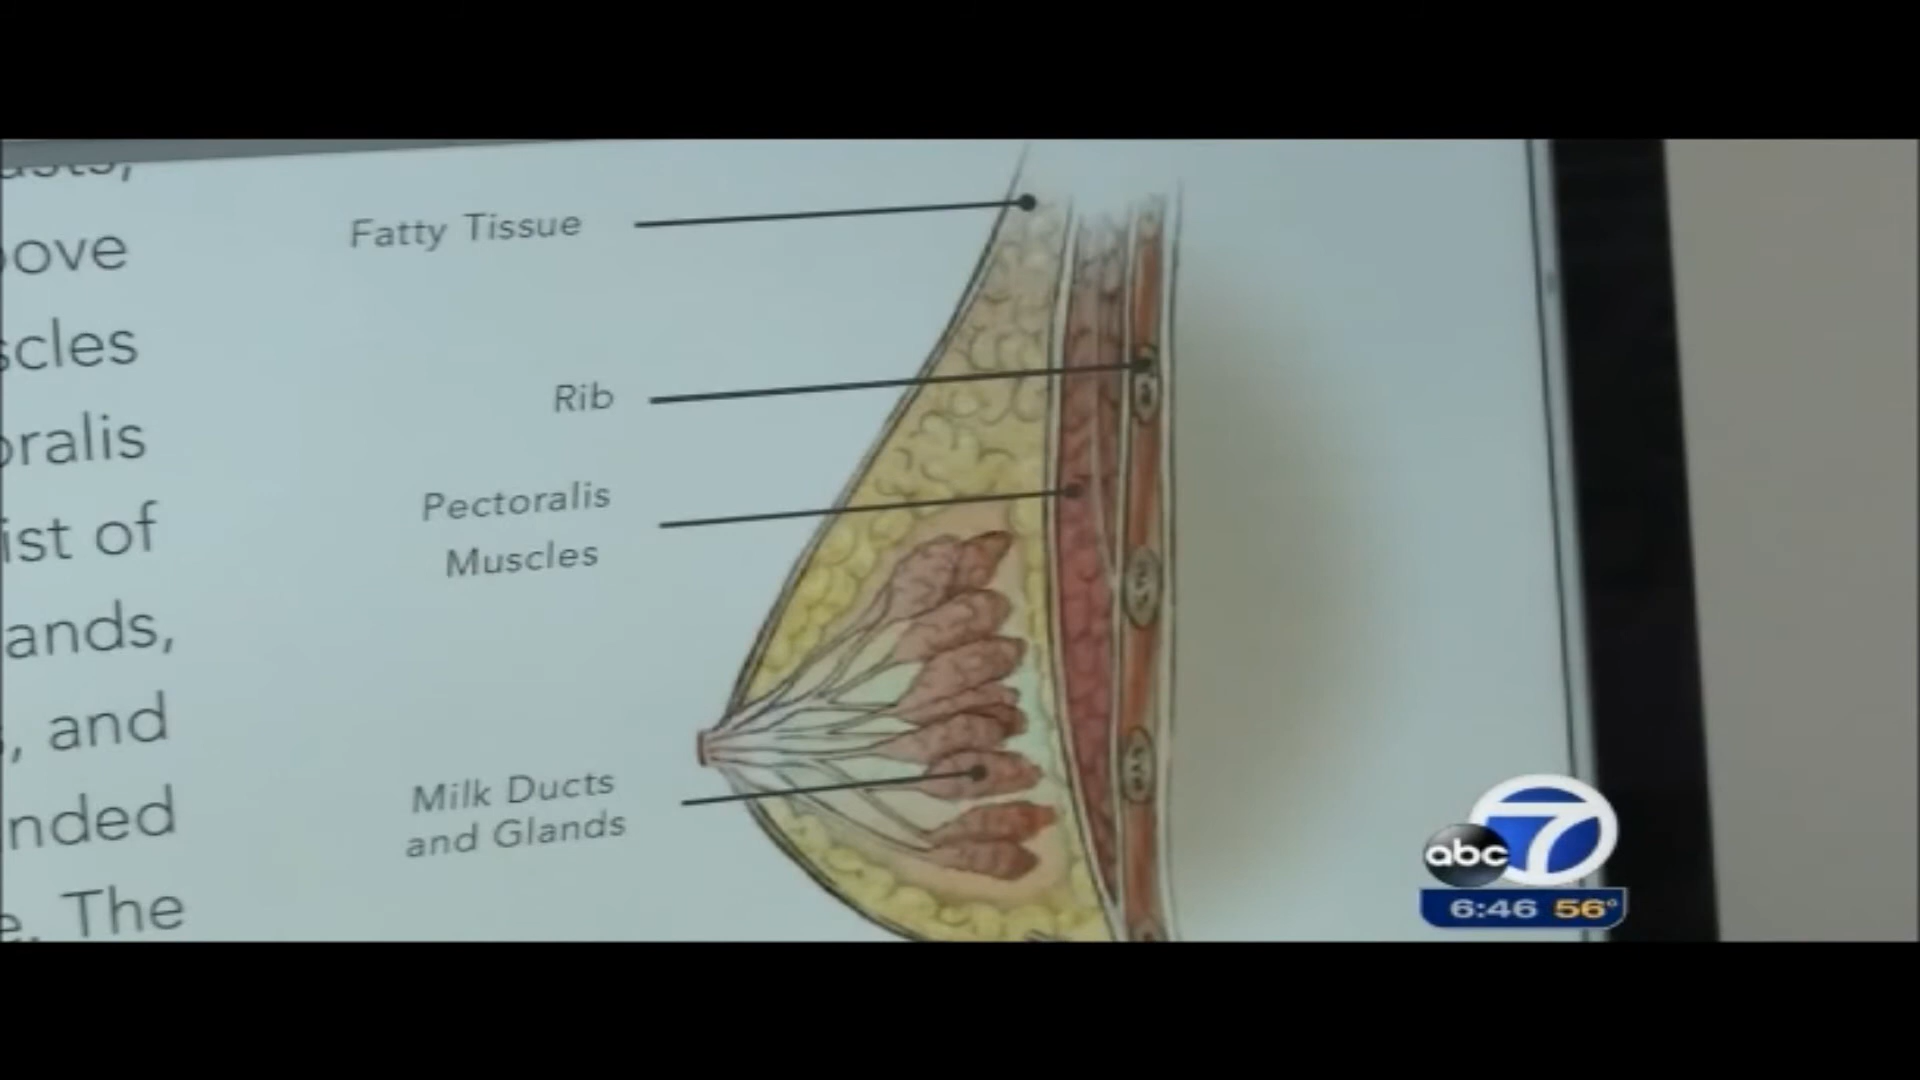 ove
scles
oralis
ist of
ands,
, and
nded
e. The
Fatty Tissue
Rib
Pectoralis
Muscles
Milk Ducts
and Glands
abc 7
6:46 56°